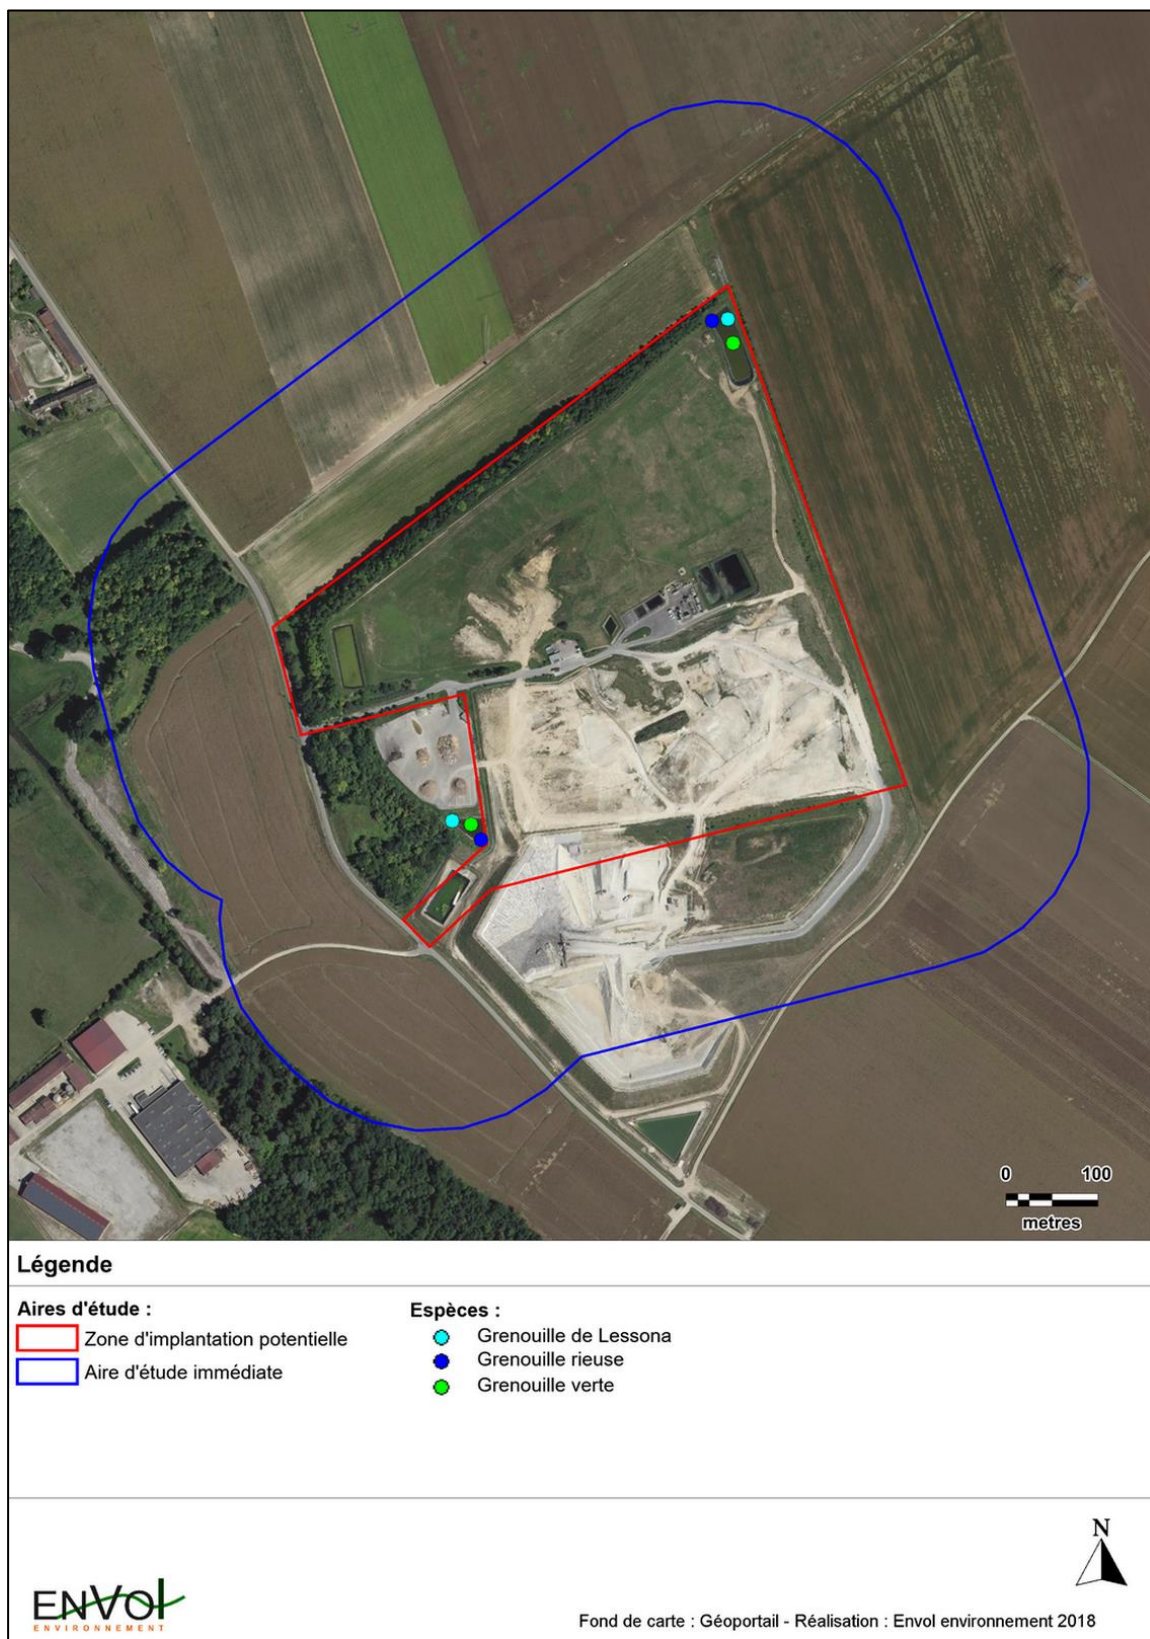 0 100
metres
Légende
Aires d'étude :
Zone d'implantation potentielle
Aire d'étude immédiate
Espèces :
Grenouille de Lessona
Grenouille rieuse
Grenouille verte
N
ENVOl
ENVIRONNEMENT
Fond de carte : Géoportail - Réalisation : Envol environnement 2018